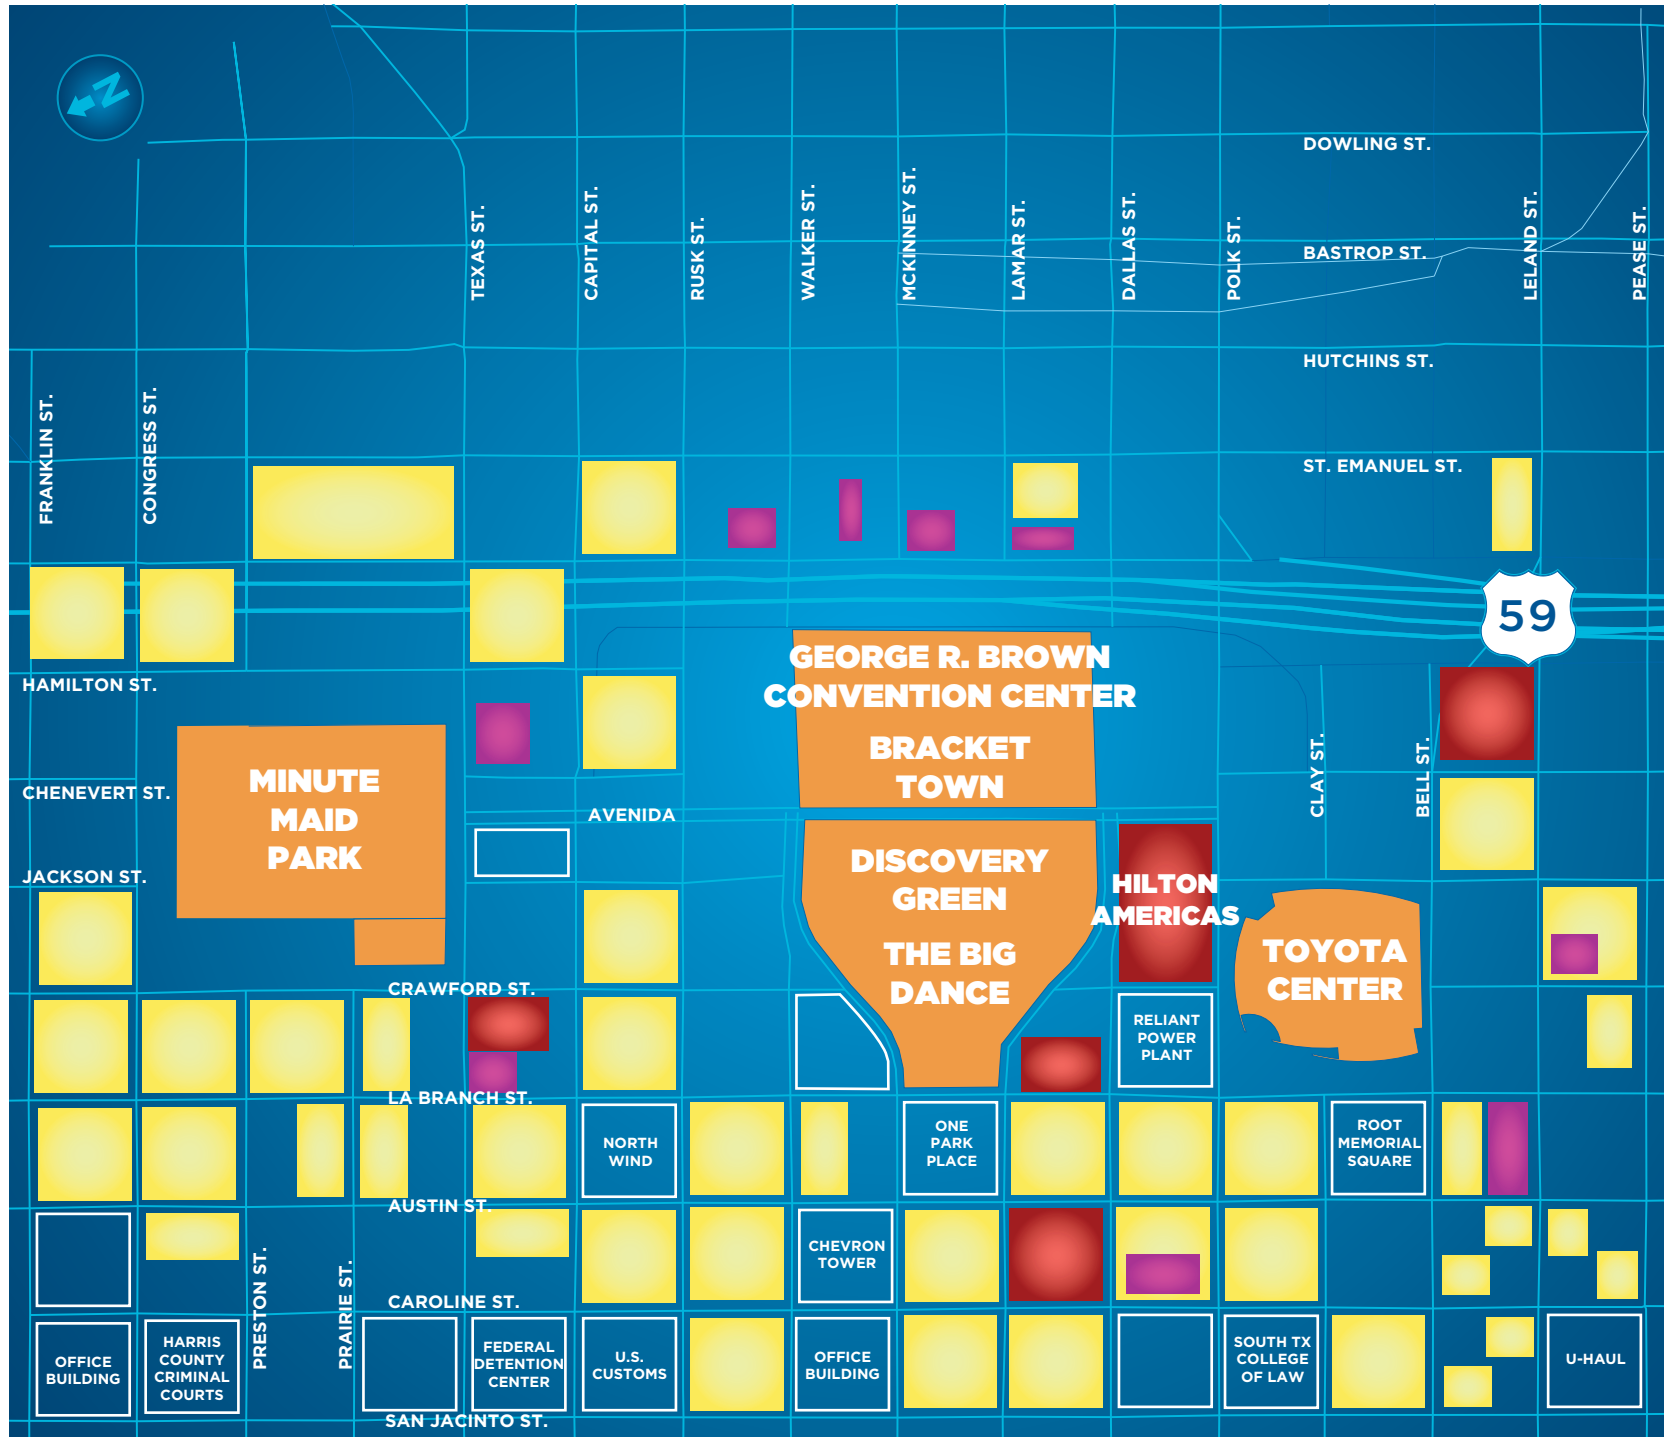 N
DOWLING ST.
TEXAS ST.
CAPITAL ST.
RUSK ST.
WALKER ST.
MCKINNEY ST.
LAMAR ST.
DALLAS ST.
POLK ST.
BASTROP ST.
LELAND ST.
PEASE ST.
HUTCHINS ST.
FRANKLIN ST.
CONGRESS ST.
ST. EMANUEL ST.
59
HAMILTON ST.
GEORGE R. BROWN
CONVENTION CENTER
BRACKET
TOWN
MINUTE
MAID
PARK
CHENEVERT ST.
AVENIDA
CLAY ST.
BELL ST.
JACKSON ST.
DISCOVERY
GREEN
THE BIG
DANCE
HILTON
AMERICAS
TOYOTA
CENTER
CRAWFORD ST.
RELIANT
POWER
PLANT
LA BRANCH ST.
NORTH
WIND
ONE
PARK
PLACE
ROOT
MEMORIAL
SQUARE
AUSTIN ST.
CHEVRON
TOWER
PRESTON ST.
PRAIRIE ST.
CAROLINE ST.
OFFICE
BUILDING
HARRIS
COUNTY
CRIMINAL
COURTS
FEDERAL
DETENTION
CENTER
U.S.
CUSTOMS
OFFICE
BUILDING
SOUTH TX
COLLEGE
OF LAW
U-HAUL
SAN JACINTO ST.